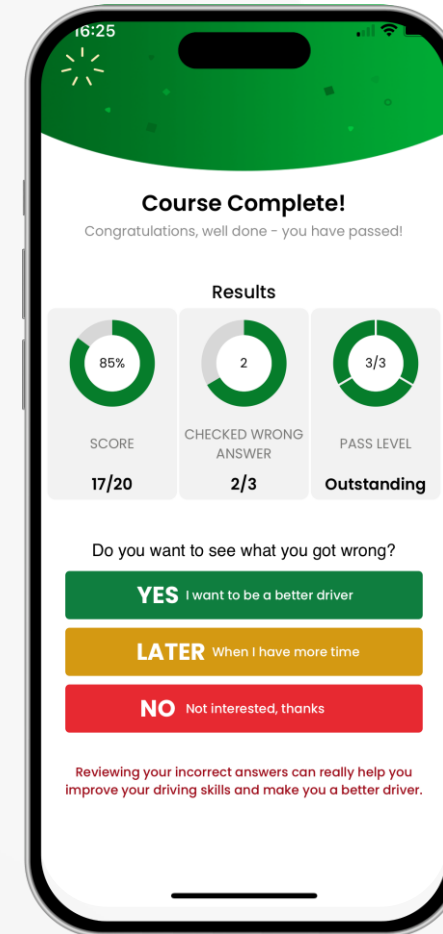 16:25
Course Complete!
Congratulations, well done - you have passed!
Results
85%
2
3/3
SCORE
CHECKED WRONG
ANSWER
PASS LEVEL
17/20
2/3
Outstanding
Do you want to see what you got wrong?
YES I want to be a better driver
LATER When I have more time
NO Not interested, thanks
Reviewing your incorrect answers can really help you
improve your driving skills and make you a better driver.